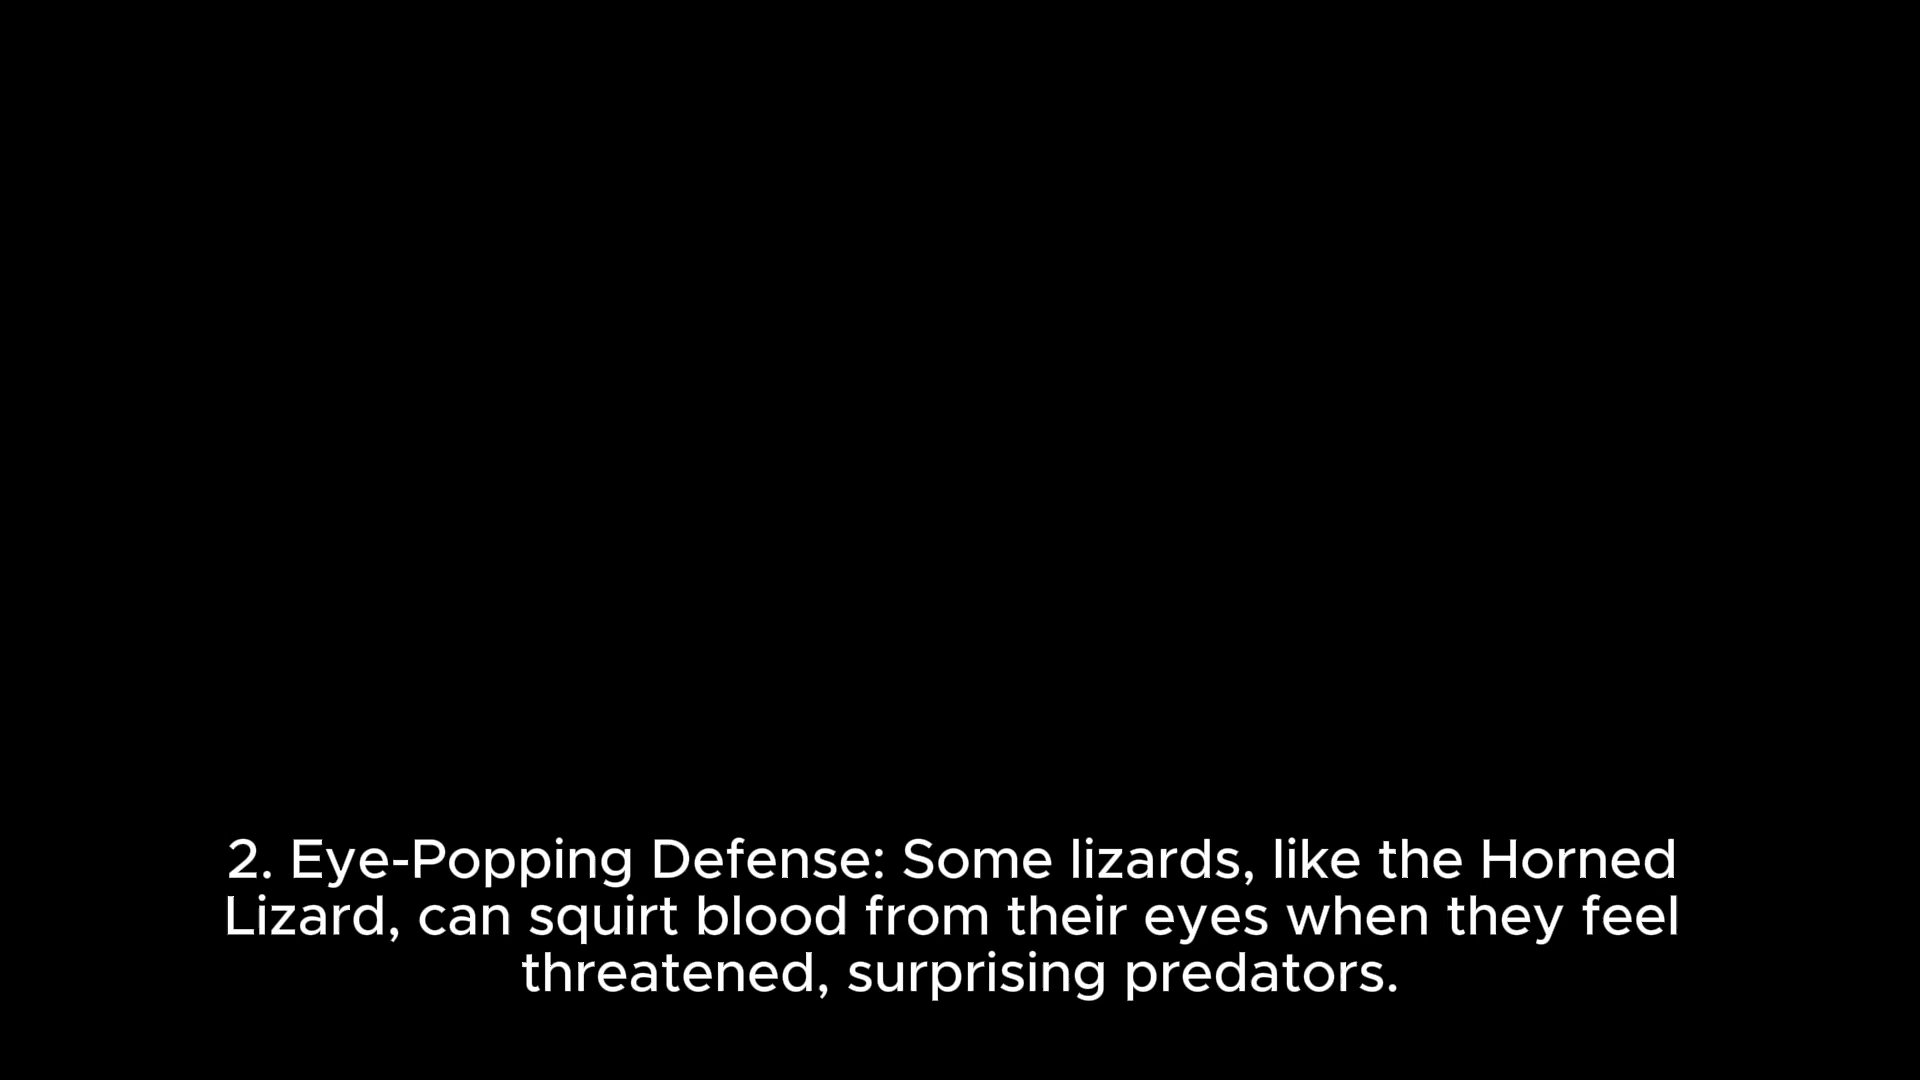 2. Eye-Popping Defense: Some lizards, like the Horned
Lizard, can squirt blood from their eyes when they feel
threatened, surprising predators.